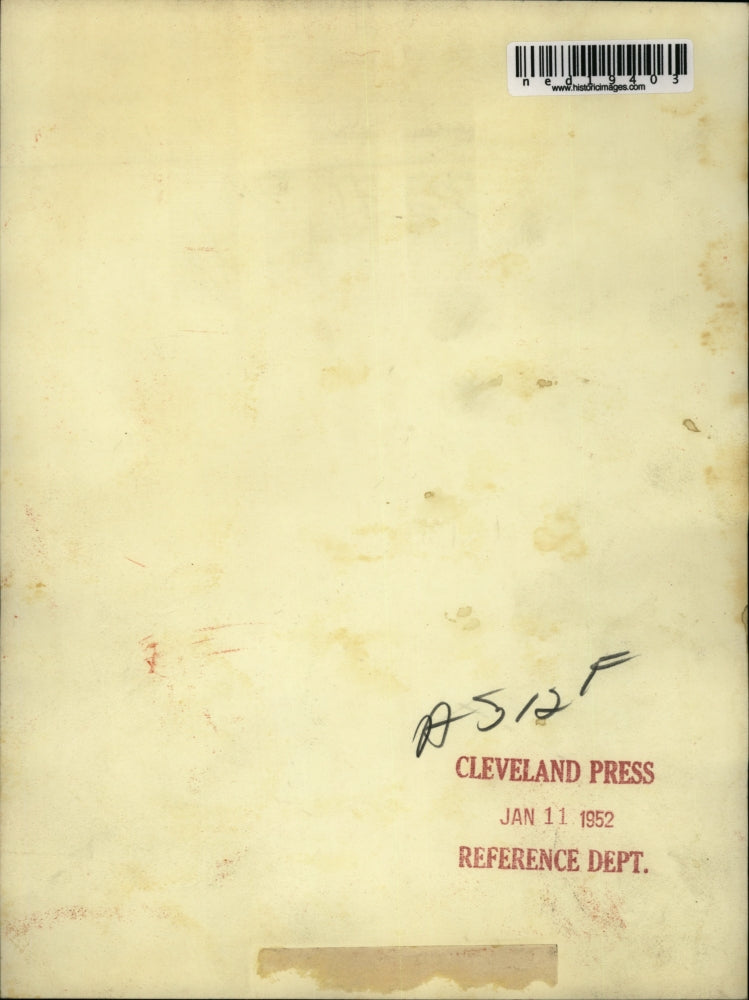 ned19403
www.historicimages.com
A512F
CLEVELAND PRESS
JAN 11 1952
REFERENCE DEPT.